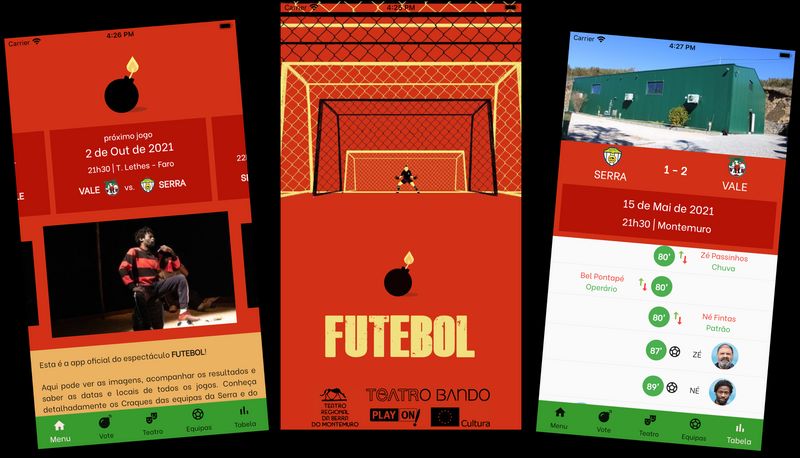 Carrier 4:26 PM
próximo jogo
2 de Out de 2021
21h30 | T. Lethes - Faro
VALE vs. SERRA
LE
22
SI
Esta é a app oficial do espectáculo FUTEBOL!
Aqui pode ver as imagens, acompanhar os resultados e
saber as datas e locais de todos os jogos. Conheça
detalhadamente os Craques das equipas da Serra e do
Menu
Vote
Teatro
Equipas
Tabela
Carrier
FUTEBOL
TEATRO
REGIONAL
DA SERRA
DO MONTEMURO
TEATRO BANDO
PLAY ON!
Cultura
Carrier 4:27 PM
SERRA 1 - 2 VALE
15 de Mai de 2021
21h30 | Montemuro
80' Zé Passinhos
Chuva
Bel Pontapé 80'
Operário
80' Né Fintas
Patrão
87' ZÉ
89' NÉ
Menu
Vote
Teatro
Equipas
Tabela